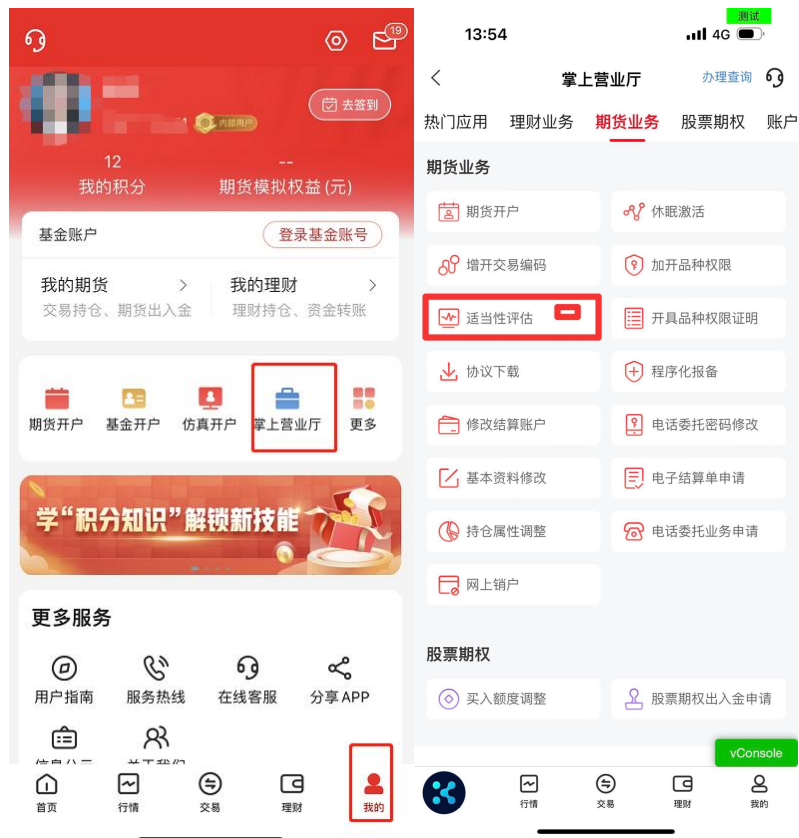 19
去签到
内部用户
12
--
我的积分
期货模拟权益(元)
基金账户
登录基金账号
我的期货
我的理财
交易持仓、期货出入金
理财持仓、资金转账
期货开户
基金开户
仿真开户
掌上营业厅
更多
学“积分知识”解锁新技能
更多服务
用户指南
服务热线
在线客服
分享APP
首页
行情
交易
理财
我的
测试
13:54
4G
掌上营业厅
办理查询
热门应用
理财业务
期货业务
股票期权
账户
期货业务
期货开户
休眠激活
增开交易编码
加开品种权限
适当性评估
开具品种权限证明
协议下载
程序化报备
修改结算账户
电话委托密码修改
基本资料修改
电子结算单申请
持仓属性调整
电话委托业务申请
网上销户
股票期权
买入额度调整
股票期权出入金申请
vConsole
行情
交易
理财
我的